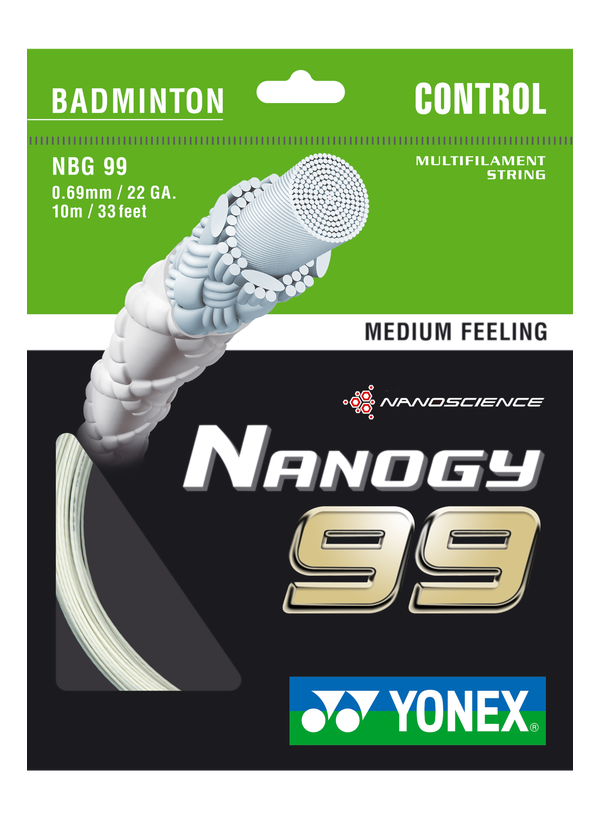 BADMINTON
CONTROL
NBG 99
0.69mm / 22 GA.
10m / 33 feet
MULTIFILAMENT
STRING
MEDIUM FEELING
NANOSCIENCE
NANOGY
99
YONEX®